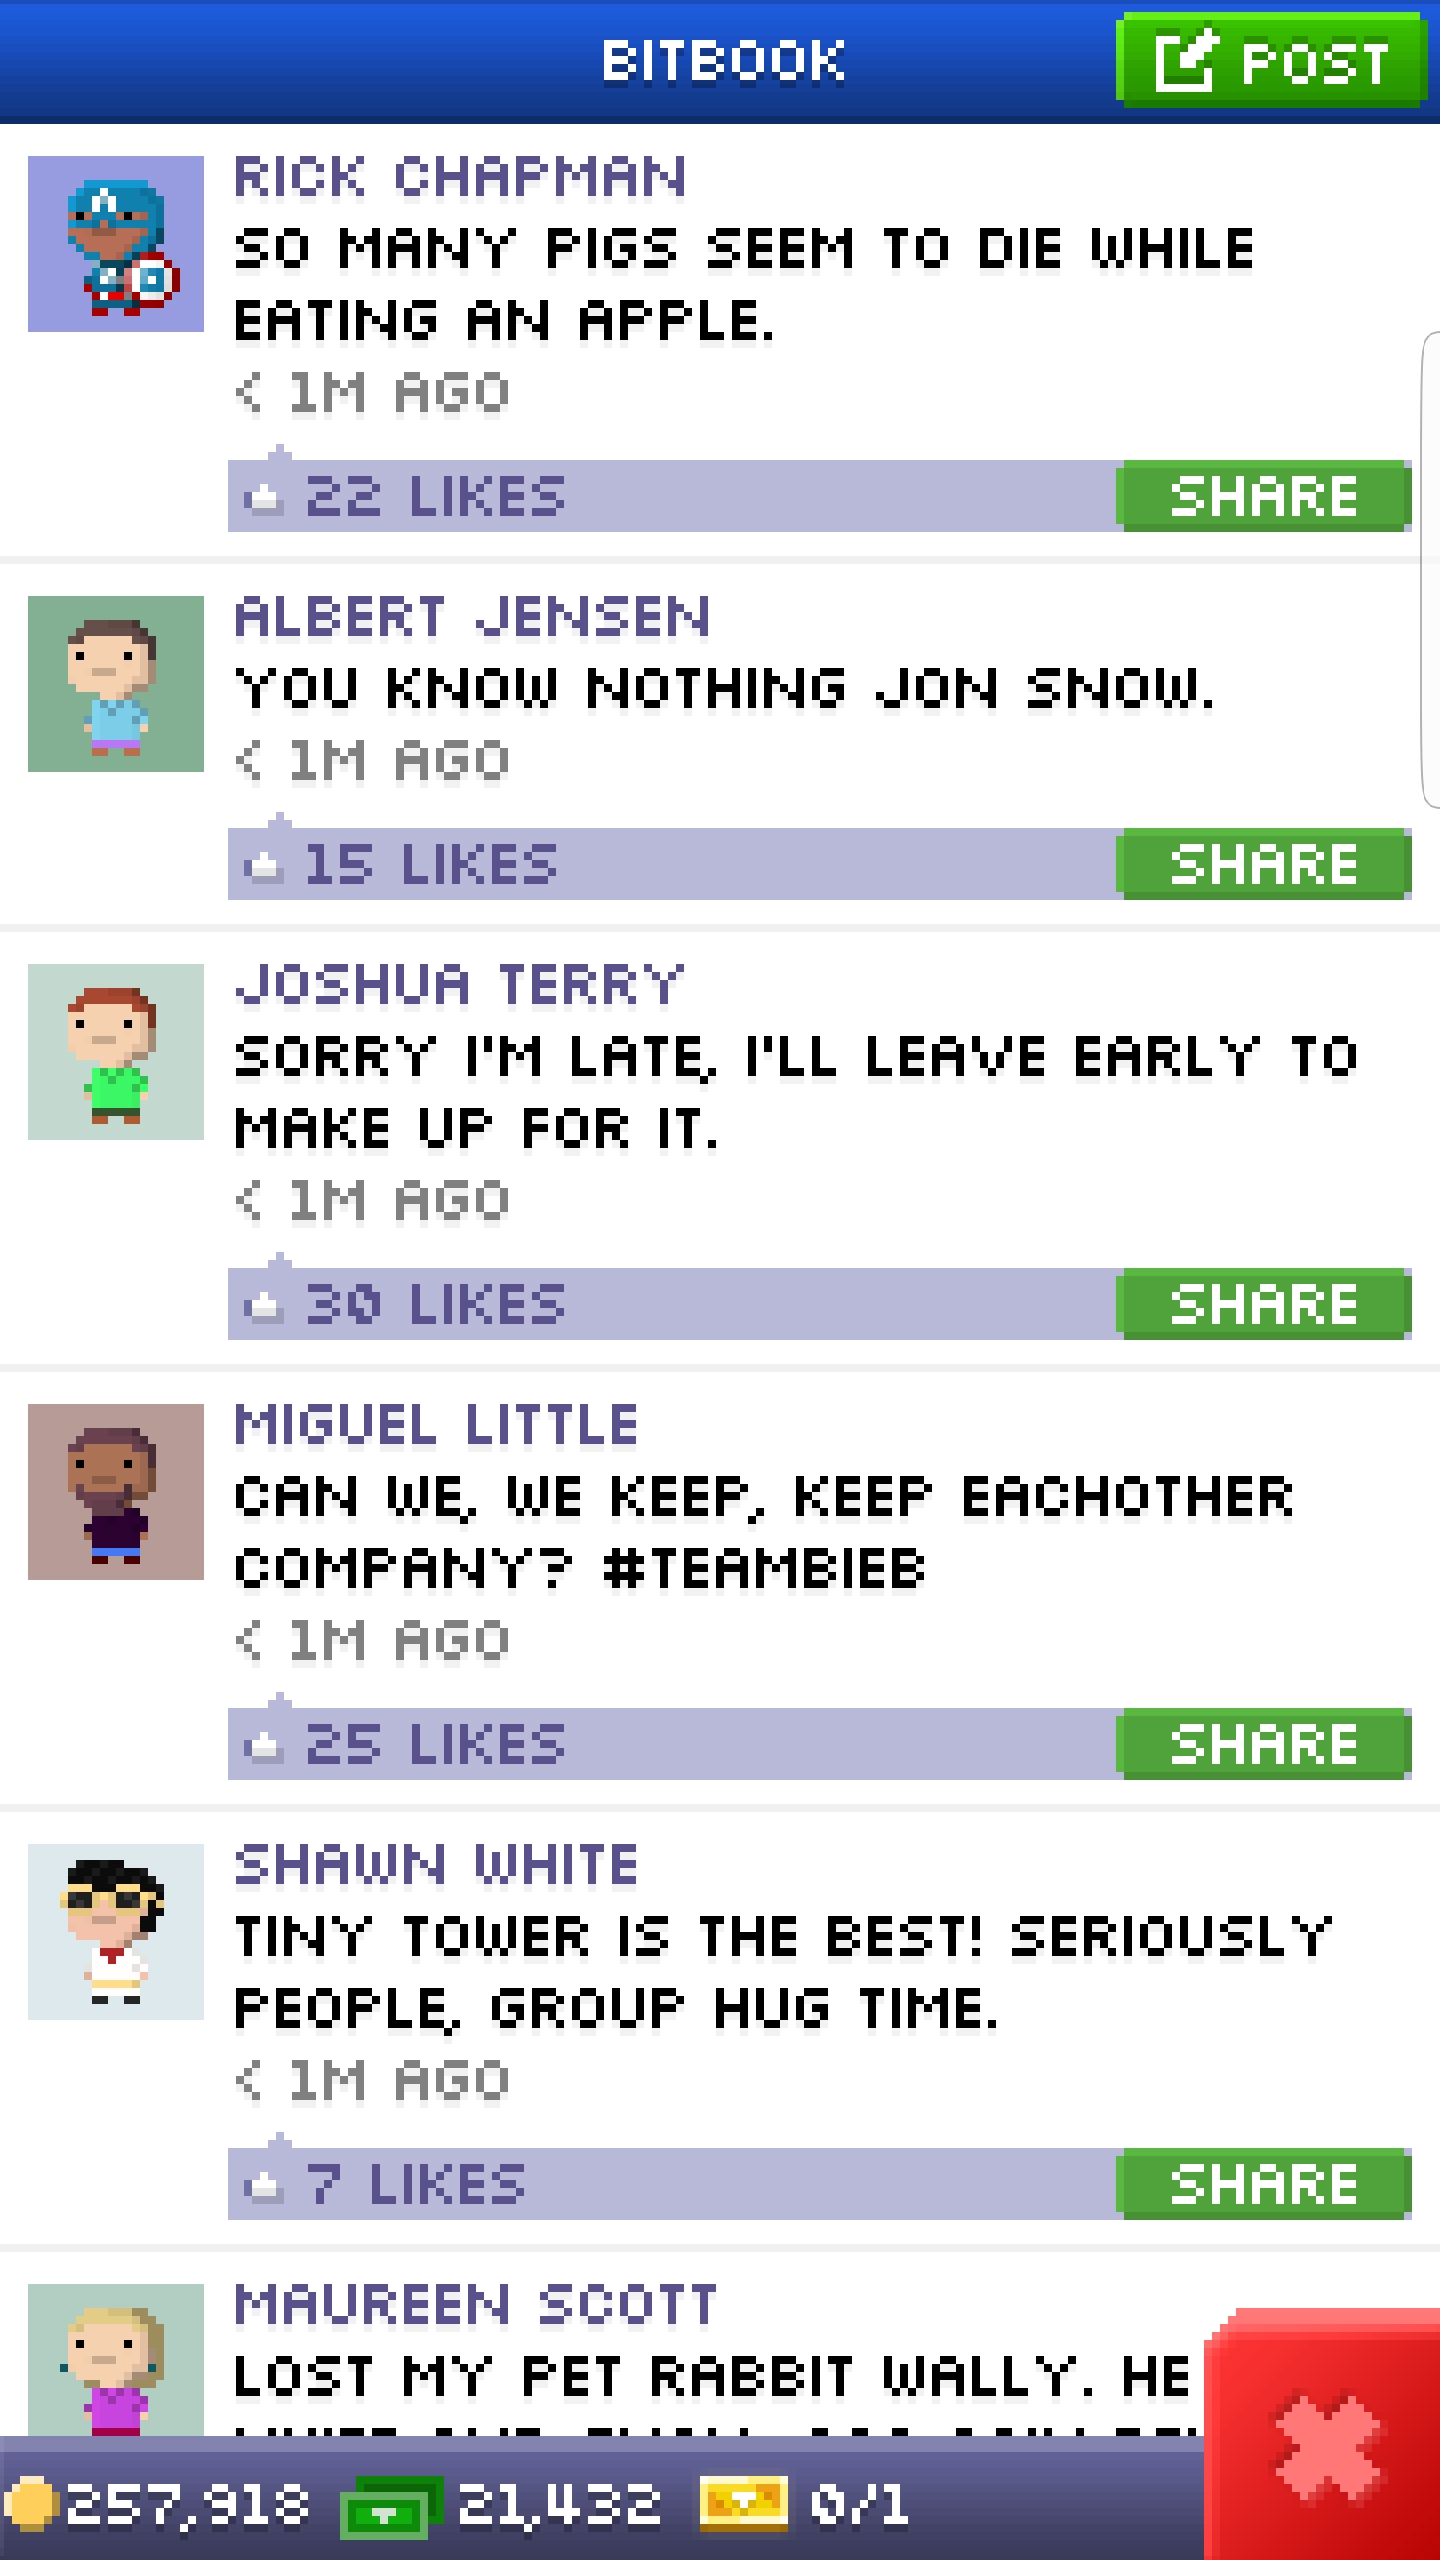 BITBOOK
POST
RICK CHAPMAN
SO MANY PIGS SEEM TO DIE WHILE
EATING AN APPLE.
< 1M AGO
22 LIKES
SHARE
ALBERT JENSEN
YOU KNOW NOTHING JON SNOW.
< 1M AGO
15 LIKES
SHARE
JOSHUA TERRY
SORRY I'M LATE, I'LL LEAVE EARLY TO
MAKE UP FOR IT.
< 1M AGO
30 LIKES
SHARE
MIGUEL LITTLE
CAN WE, WE KEEP, KEEP EACHOTHER
COMPANY? #TEAMBIEB
< 1M AGO
25 LIKES
SHARE
SHAWN WHITE
TINY TOWER IS THE BEST! SERIOUSLY
PEOPLE, GROUP HUG TIME.
< 1M AGO
7 LIKES
SHARE
MAUREEN SCOTT
LOST MY PET RABBIT WALLY. HE
257,918
21,432
0/1